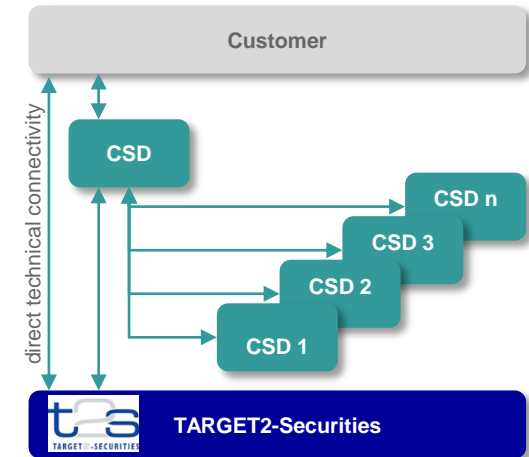 Customer
direct technical connectivity
CSD
CSD n
CSD 3
CSD 2
CSD 1
t2s
TARGET2-SECURITIES
TARGET2-Securities